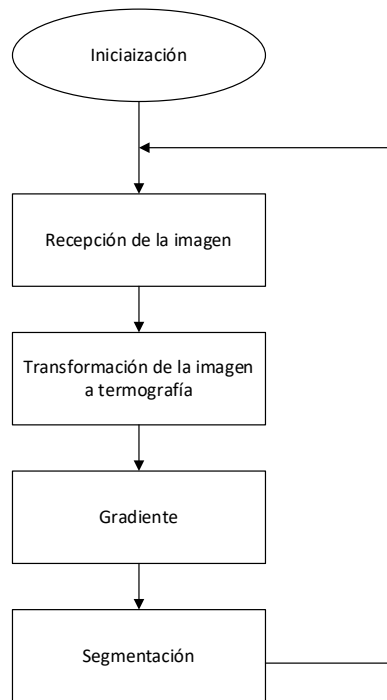 Iniciaización
Recepción de la imagen
Transformación de la imagen
a termografía
Gradiente
Segmentación